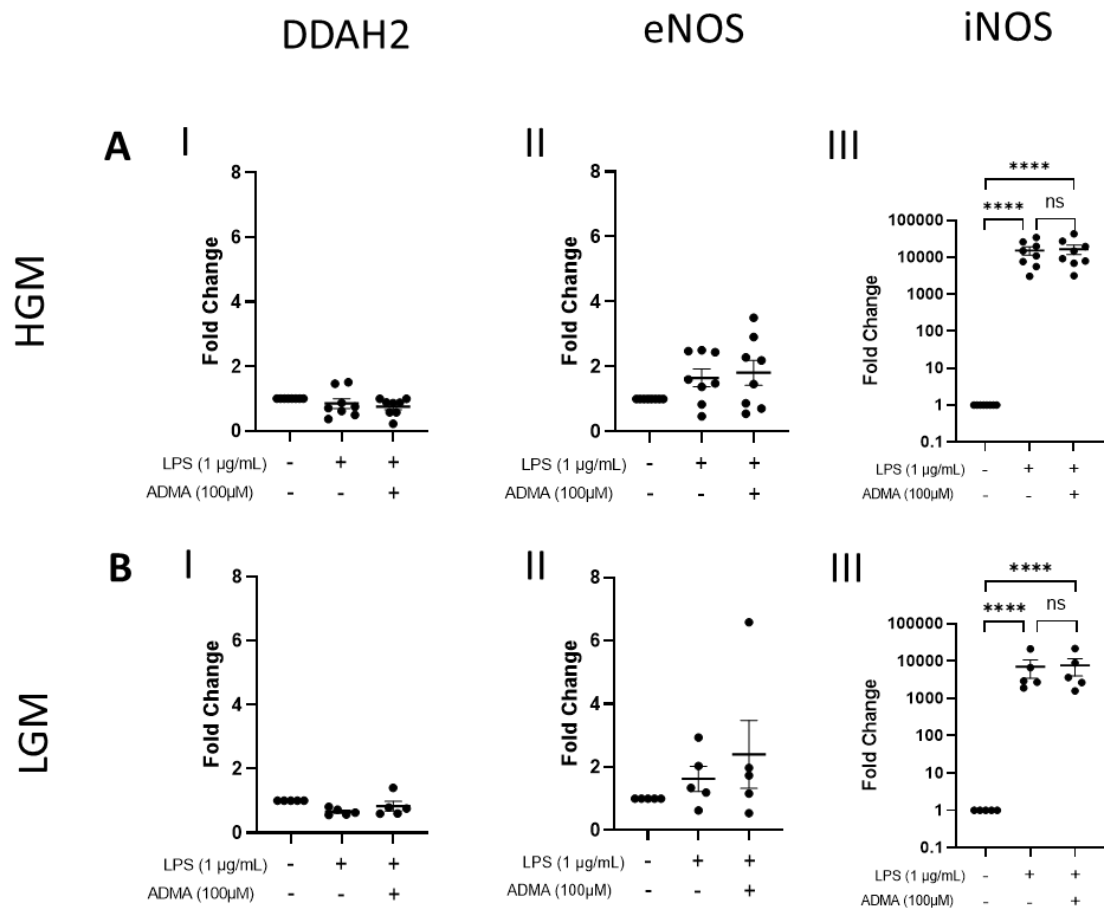 DDAH2 eNOS iNOS
HGM
A I
8
6
4
2
0
Fold Change
LPS (1 µg/mL) - + +
ADMA (100µM) - - +
II
8
6
4
2
0
Fold Change
LPS (1 µg/mL) - + +
ADMA (100µM) - - +
III
****
**** ns
100000
10000
1000
100
10
1
0.1
Fold Change
LPS (1 µg/mL) - + +
ADMA (100µM) - - +
LGM
B I
8
6
4
2
0
Fold Change
LPS (1 µg/mL) - + +
ADMA (100µM) - - +
II
8
6
4
2
0
Fold Change
LPS (1 µg/mL) - + +
ADMA (100µM) - - +
III
****
**** ns
100000
10000
1000
100
10
1
0.1
Fold Change
LPS (1 µg/mL) - + +
ADMA (100µM) - - +